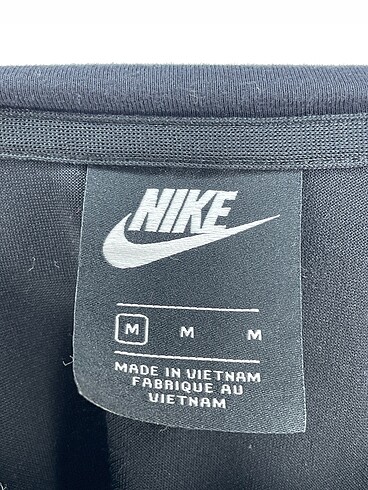 NIKE
M M M
MADE IN VIETNAM
FABRIQUE AU
VIETNAM